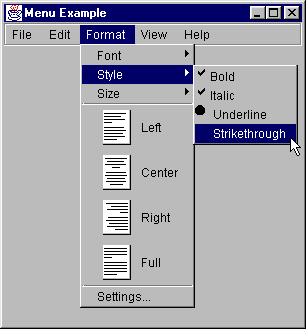 Menu Example
File Edit Format View Help
Font
Style
Size
Left
Center
Right
Full
Settings...
Bold
Italic
Underline
Strikethrough